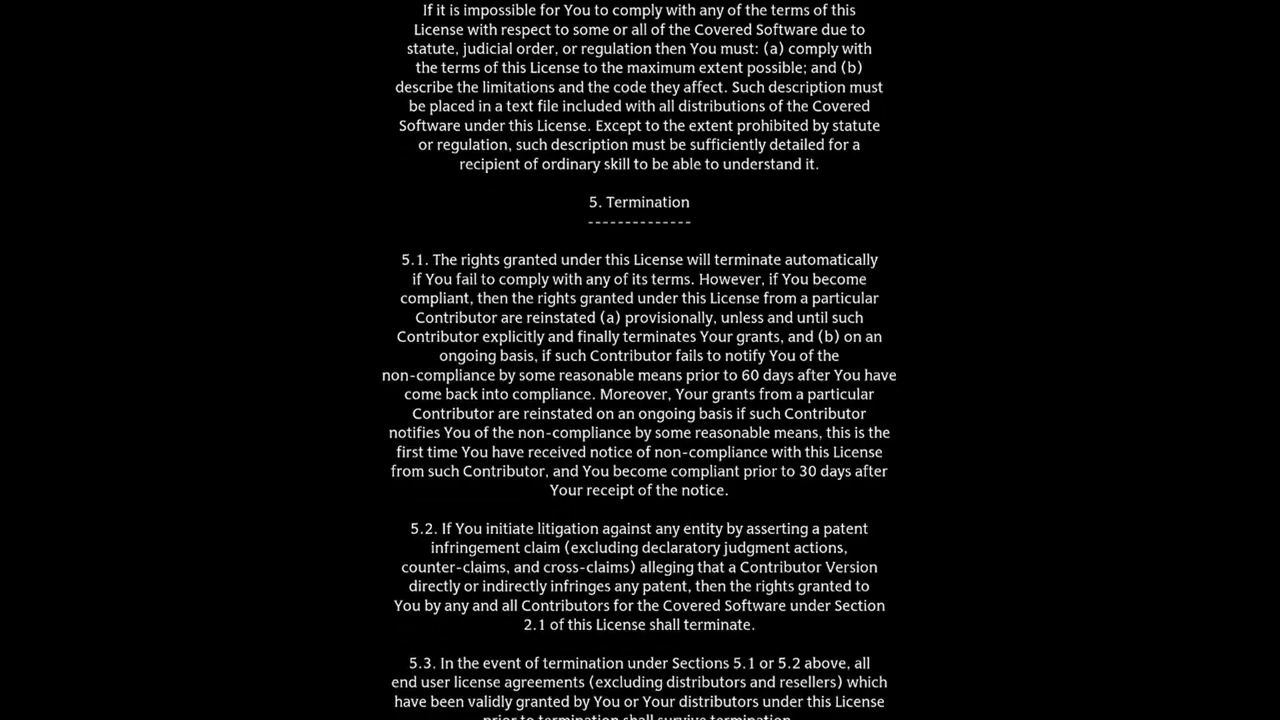 If it is impossible for You to comply with any of the terms of this
License with respect to some or all of the Covered Software due to
statute, judicial order, or regulation then You must: (a) comply with
the terms of this License to the maximum extent possible; and (b)
describe the limitations and the code they affect. Such description must
be placed in a text file included with all distributions of the Covered
Software under this License. Except to the extent prohibited by statute
or regulation, such description must be sufficiently detailed for a
recipient of ordinary skill to be able to understand it.
5. Termination
--------------
5.1. The rights granted under this License will terminate automatically
if You fail to comply with any of its terms. However, if You become
compliant, then the rights granted under this License from a particular
Contributor are reinstated (a) provisionally, unless and until such
Contributor explicitly and finally terminates Your grants, and (b) on an
ongoing basis, if such Contributor fails to notify You of the
non-compliance by some reasonable means prior to 60 days after You have
come back into compliance. Moreover, Your grants from a particular
Contributor are reinstated on an ongoing basis if such Contributor
notifies You of the non-compliance by some reasonable means, this is the
first time You have received notice of non-compliance with this License
from such Contributor, and You become compliant prior to 30 days after
Your receipt of the notice.
5.2. If You initiate litigation against any entity by asserting a patent
infringement claim (excluding declaratory judgment actions,
counter-claims, and cross-claims) alleging that a Contributor Version
directly or indirectly infringes any patent, then the rights granted to
You by any and all Contributors for the Covered Software under Section
2.1 of this License shall terminate.
5.3. In the event of termination under Sections 5.1 or 5.2 above, all
end user license agreements (excluding distributors and resellers) which
have been validly granted by You or Your distributors under this License
prior to termination shall survive termination.